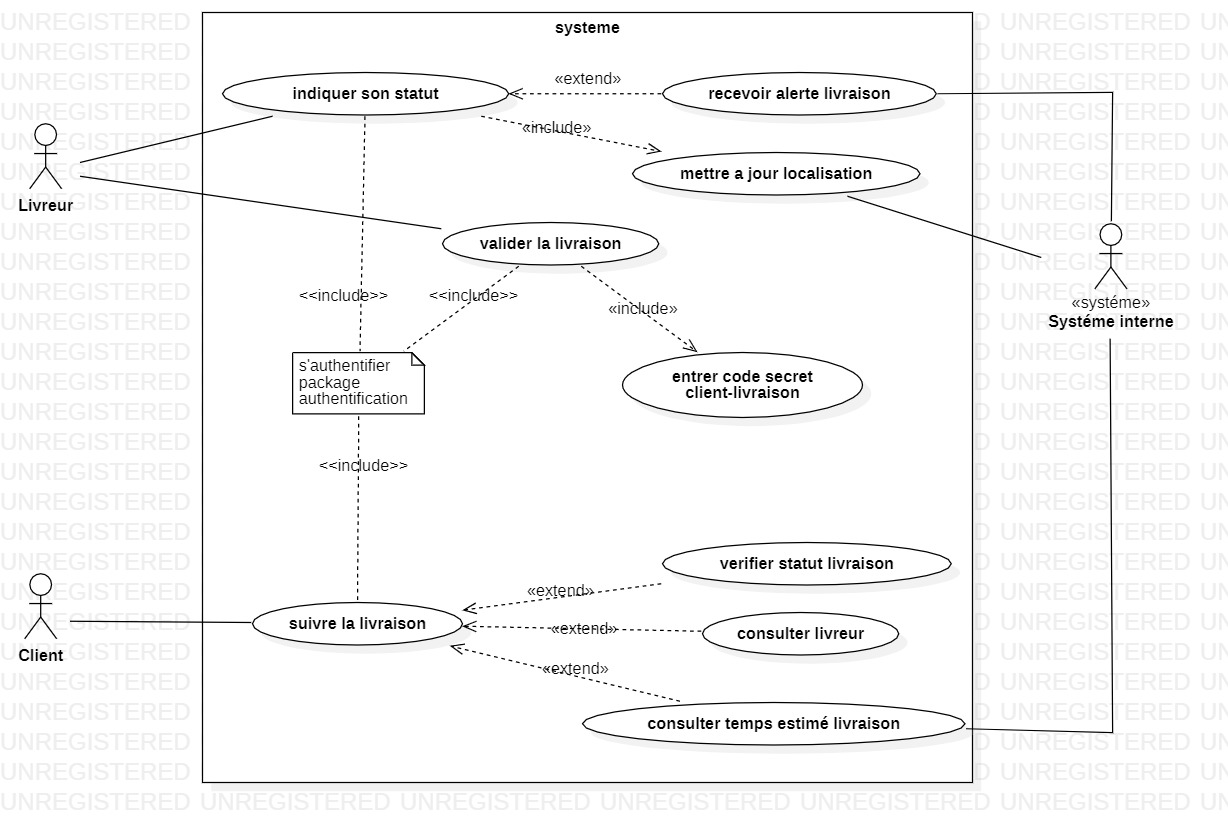 systeme
indiquer son statut
«extend»
recevoir alerte livraison
«include»
mettre a jour localisation
Livreur
valider la livraison
<<include>>
<<include>>
«include»
«systéme»
Systéme interne
s'authentifier
package
authentification
entrer code secret
client-livraison
<<include>>
verifier statut livraison
«extend»
suivre la livraison
«extend»
consulter livreur
Client
«extend»
consulter temps estimé livraison
UNREGISTERED UNREGISTERED UNREGISTERED UNREGISTERED UNREGISTERED UNREGISTERED UN